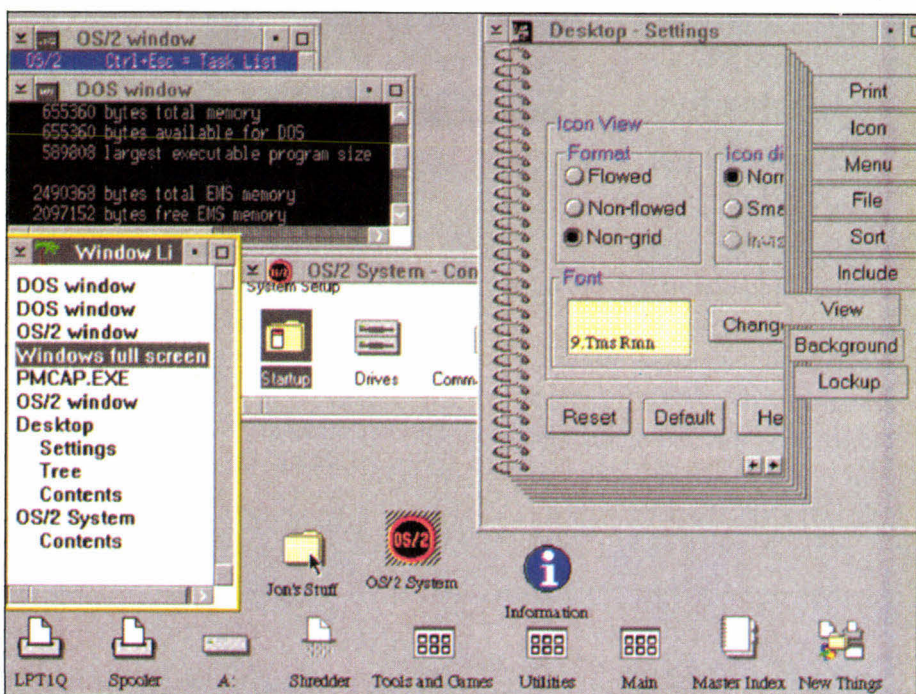 OS/2 window
OS/2 Ctrl+Esc = Task List
DOS window
655360 bytes total memory
655360 bytes available for DOS
589808 largest executable program size
2490368 bytes total EMS memory
2097152 bytes free EMS memory
Window Li
DOS window
DOS window
OS/2 window
Windows full screen
PMCAP.EXE
OS/2 window
Desktop
Settings
Tree
Contents
OS/2 System
Contents
OS/2 System - Con
System Setup
Startup
Drives
Comm
Desktop - Settings
Icon View
Format
Flowed
Non-flowed
Non-grid
Icon di
Nor
Sma
Invis
Font
9.Tms Rmn
Chang
Reset
Default
He
Print
Icon
Menu
File
Sort
Include
View
Background
Lockup
Jon's Stuff
OS/2
OS/2 System
Information
LPT1Q
Spooler
A:
Shredder
Tools and Games
Utilities
Main
Master Index
New Things